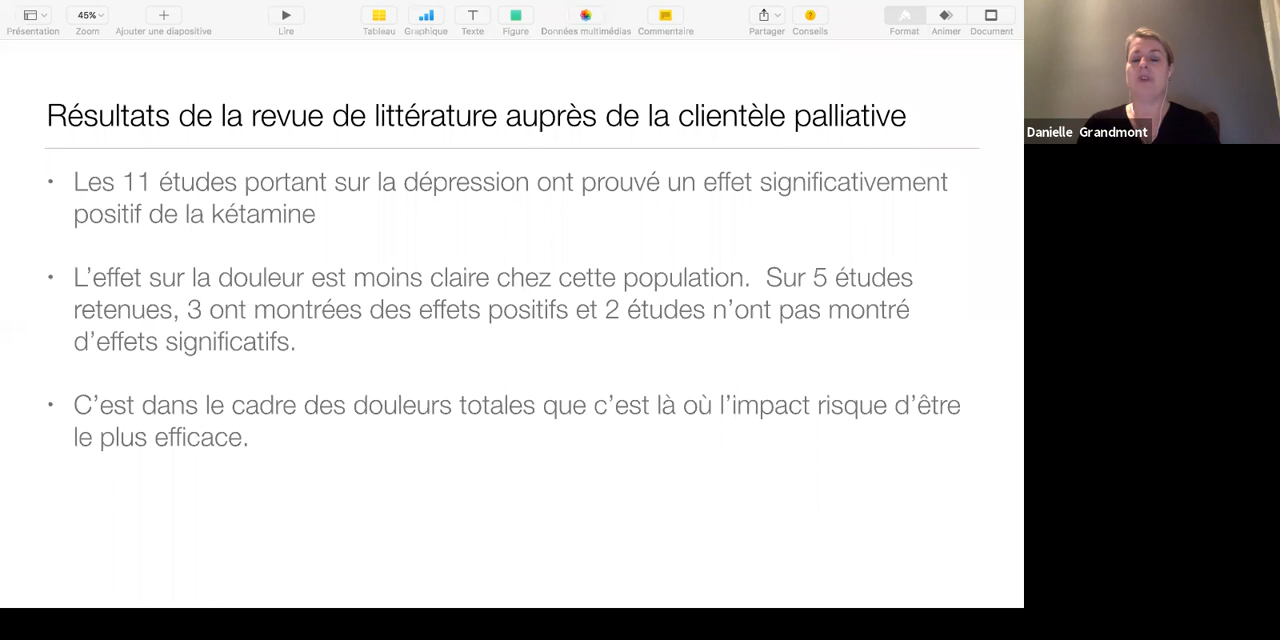 Présentation
45%
Zoom
Ajouter une diapositive
Lire
Tableau
Graphique
T
Texte
Figure
Données multimédias
Commentaire
Partager
?
Conseils
Format
Animer
Document
Danielle Grandmont
Résultats de la revue de littérature auprès de la clientèle palliative
• Les 11 études portant sur la dépression ont prouvé un effet significativement
positif de la kétamine
• L’effet sur la douleur est moins claire chez cette population. Sur 5 études
retenues, 3 ont montrées des effets positifs et 2 études n’ont pas montré
d’effets significatifs.
• C’est dans le cadre des douleurs totales que c’est là où l’impact risque d’être
le plus efficace.